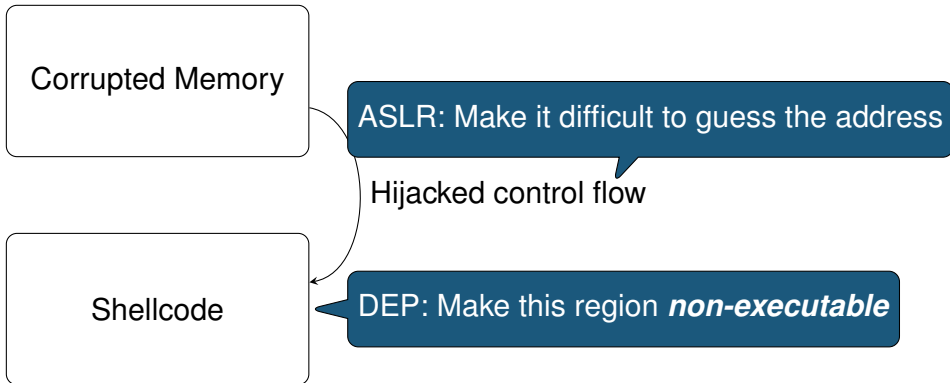 Corrupted Memory
ASLR: Make it difficult to guess the address
Hijacked control flow
Shellcode
DEP: Make this region non-executable